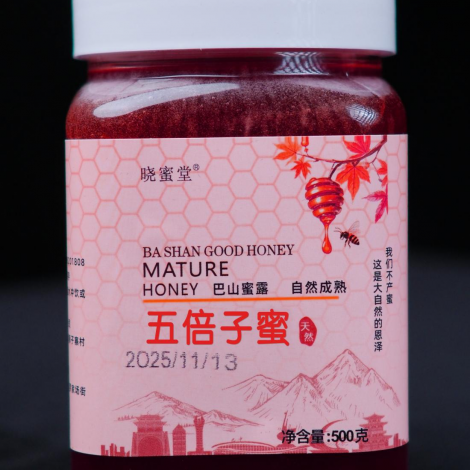 晓蜜堂®
BA SHAN GOOD HONEY
MATURE
HONEY 巴山蜜露 自然成熟
五倍子蜜 天然
2025/11/13
我们不产蜜
这是大自然的恩泽
净含量:500克